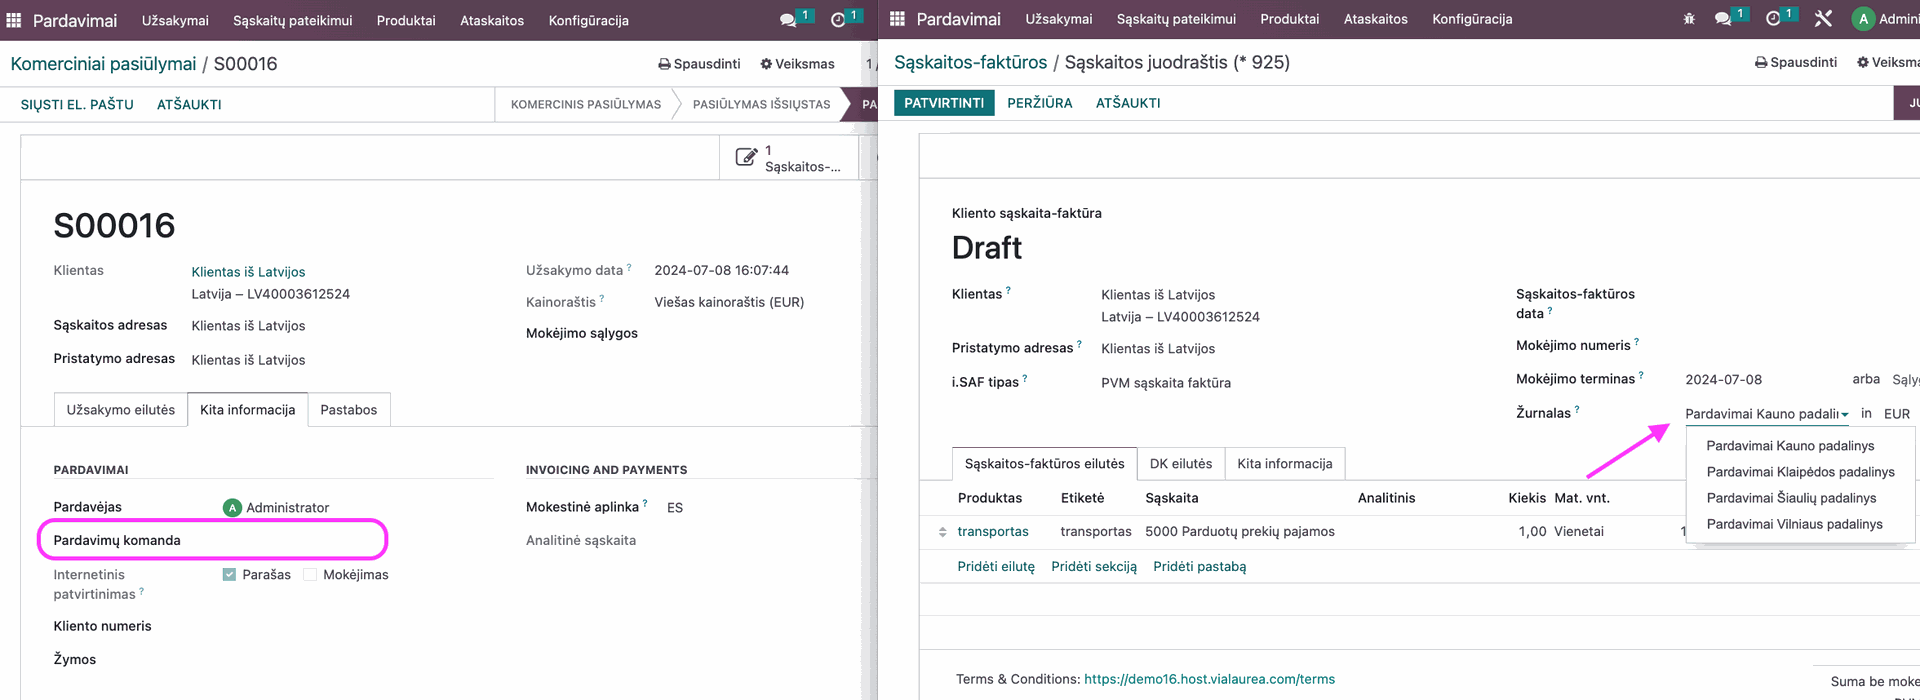 Pardavimai Užsakymai Sąskaitų pateikimui Produktai Ataskaitos Konfigūracija 1 1
Komerciniai pasiūlymai / S00016 Spausdinti Veiksmas 1 /
SIŲSTI EL. PAŠTU ATŠAUKTI KOMERCINIS PASIŪLYMAS PASIŪLYMAS IŠSIŲSTAS PA
1
Sąskaitos-...
S00016
Klientas Klientas iš Latvijos
Latvija – LV40003612524
Sąskaitos adresas Klientas iš Latvijos
Pristatymo adresas Klientas iš Latvijos
Užsakymo data ? 2024-07-08 16:07:44
Kainoraštis ? Viešas kainoraštis (EUR)
Mokėjimo sąlygos
Užsakymo eilutės Kita informacija Pastabos
PARDAVIMAI
Pardavėjas A Administrator
Pardavimų komanda
Internetinis patvirtinimas ? Parašas Mokėjimas
Kliento numeris
Žymos
INVOICING AND PAYMENTS
Mokestinė aplinka ? ES
Analitinė sąskaita
Pardavimai Užsakymai Sąskaitų pateikimui Produktai Ataskaitos Konfigūracija 1 1 A Admini
Sąskaitos-faktūros / Sąskaitos juodraštis (* 925) Spausdinti Veiksma
PATVIRTINTI PERŽIŪRA ATŠAUKTI JU
Kliento sąskaita-faktūra
Draft
Klientas ? Klientas iš Latvijos
Latvija – LV40003612524
Pristatymo adresas ? Klientas iš Latvijos
i.SAF tipas ? PVM sąskaita faktūra
Sąskaitos-faktūros
data ?
Mokėjimo numeris ?
Mokėjimo terminas ? 2024-07-08 arba Sąlyg
Žurnalas ? Pardavimai Kauno padalin in EUR
Pardavimai Kauno padalinys
Pardavimai Klaipėdos padalinys
Pardavimai Šiaulių padalinys
Pardavimai Vilniaus padalinys
Sąskaitos-faktūros eilutės DK eilutės Kita informacija
Produktas Etiketė Sąskaita Analitinis Kiekis Mat. vnt.
transportas transportas 5000 Parduotų prekių pajamos 1,00 Vienetai 1
Pridėti eilutę Pridėti sekciją Pridėti pastabą
Terms & Conditions: https://demo16.host.vialaurea.com/terms
Suma be moke